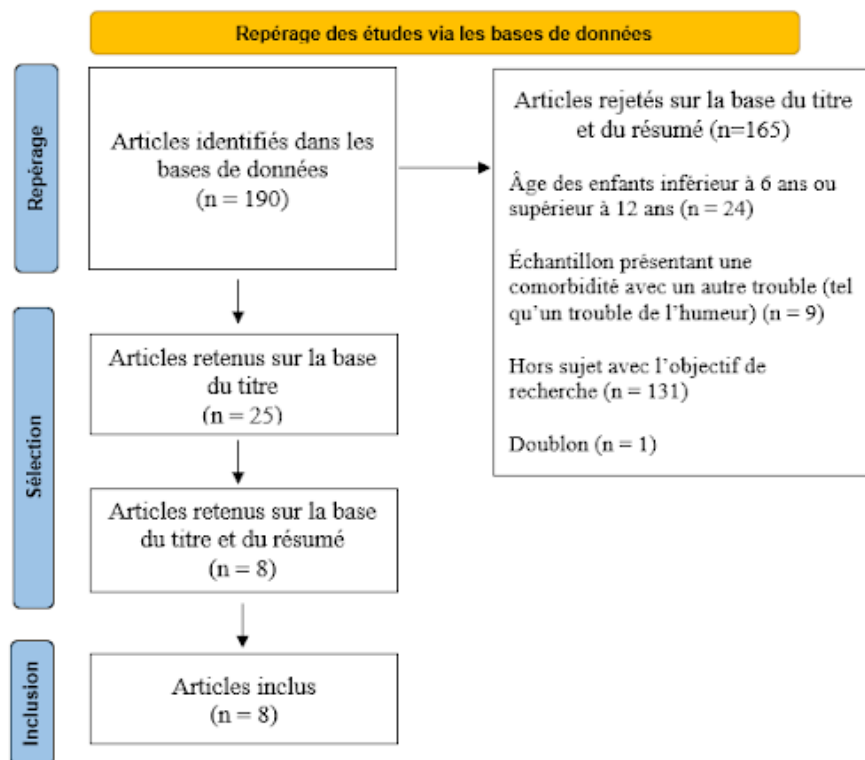 Repérage des études via les bases de données
Repérage
Articles identifiés dans les
bases de données
(n = 190)
Articles rejetés sur la base du titre
et du résumé (n=165)
Âge des enfants inférieur à 6 ans ou
supérieur à 12 ans (n = 24)
Échantillon présentant une
comorbidité avec un autre trouble (tel
qu'un trouble de l'humeur) (n = 9)
Hors sujet avec l'objectif de
recherche (n = 131)
Doublon (n = 1)
Sélection
Articles retenus sur la base
du titre
(n = 25)
Articles retenus sur la base
du titre et du résumé
(n = 8)
Inclusion
Articles inclus
(n = 8)